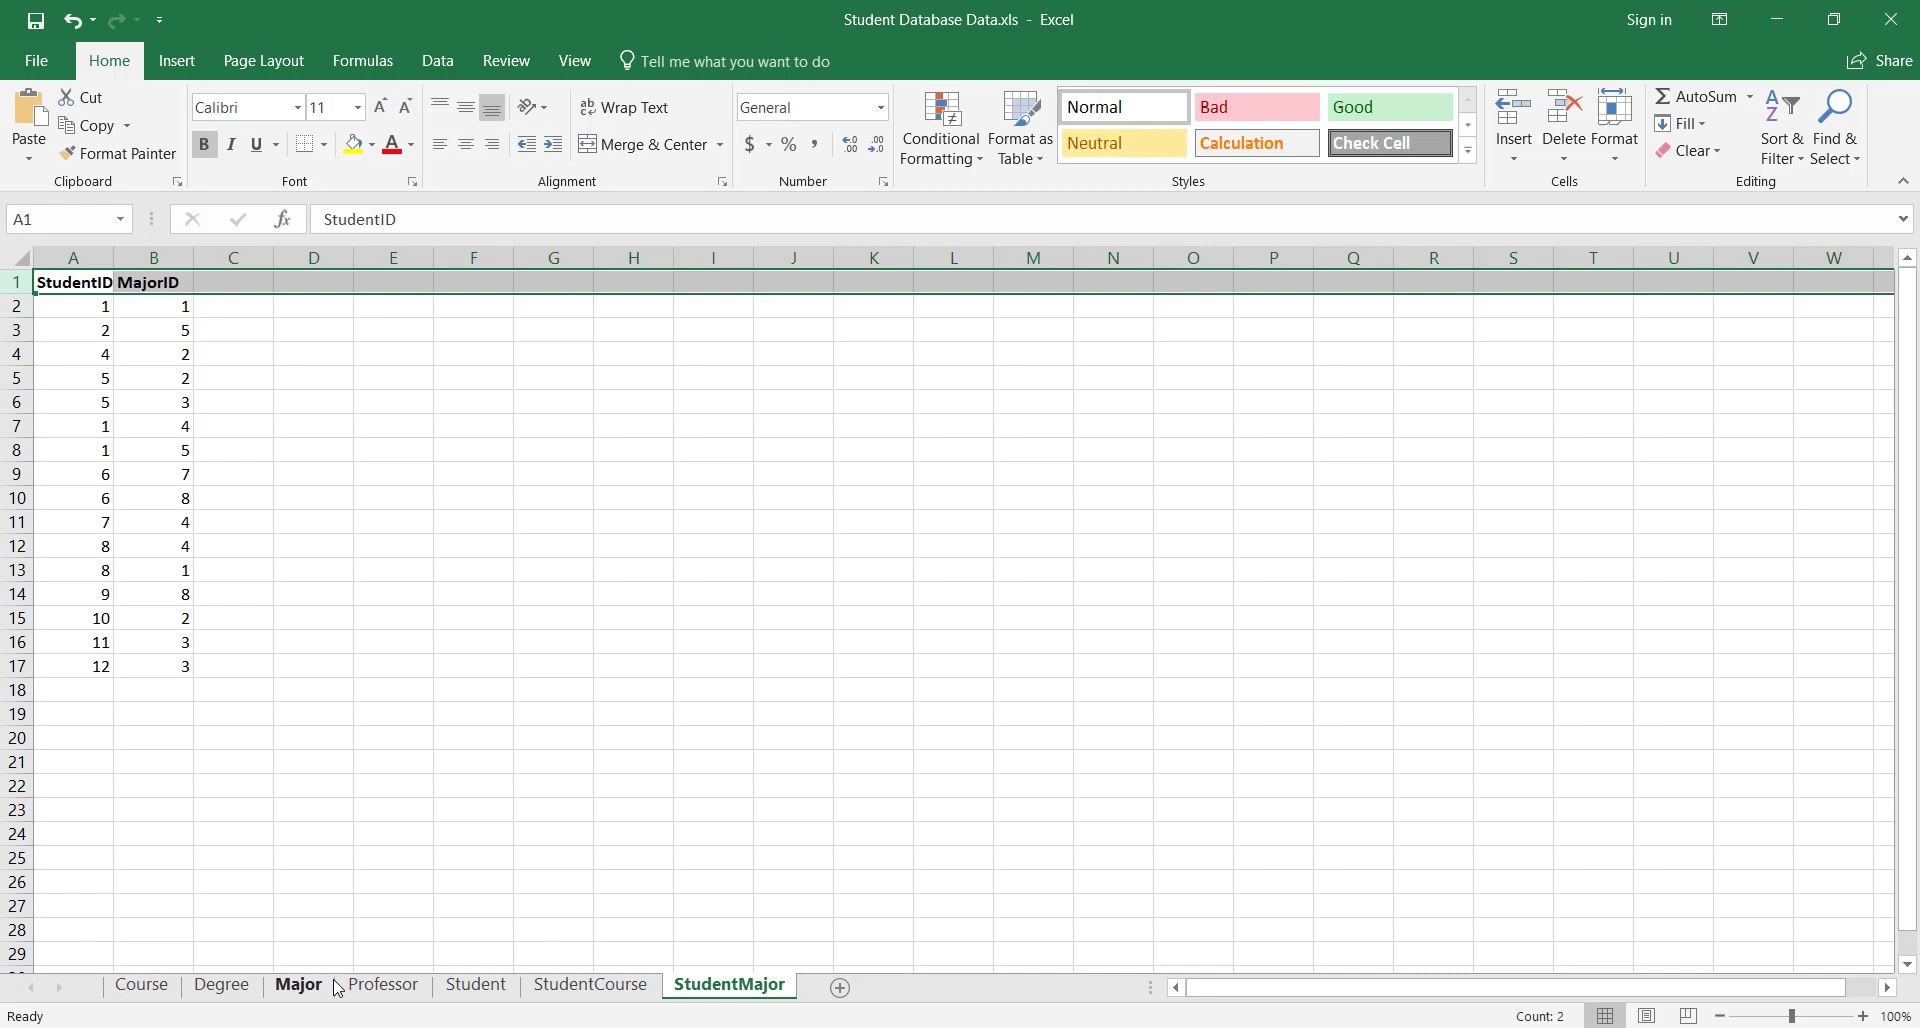 Student Database Data.xls - Excel
Sign in
File Home Insert Page Layout Formulas Data Review View Tell me what you want to do
Share
Paste
Cut
Copy
Format Painter
Clipboard
Calibri 11
B I U
Font
Wrap Text
Merge & Center
Alignment
General
$ % ,
Number
Conditional Formatting
Format as Table
Normal Bad Good
Neutral Calculation Check Cell
Styles
Insert Delete Format
Cells
AutoSum
Fill
Clear
Sort & Filter
Find & Select
Editing
A1
fx
StudentID
A B C D E F G H I J K L M N O P Q R S T U V W
1 StudentID MajorID
2 1 1
3 2 5
4 4 2
5 5 2
6 5 3
7 1 4
8 1 5
9 6 7
10 6 8
11 7 4
12 8 4
13 8 1
14 9 8
15 10 2
16 11 3
17 12 3
18
19
20
21
22
23
24
25
26
27
28
29
Course Degree Major Professor Student StudentCourse StudentMajor
Ready
Count: 2
100%